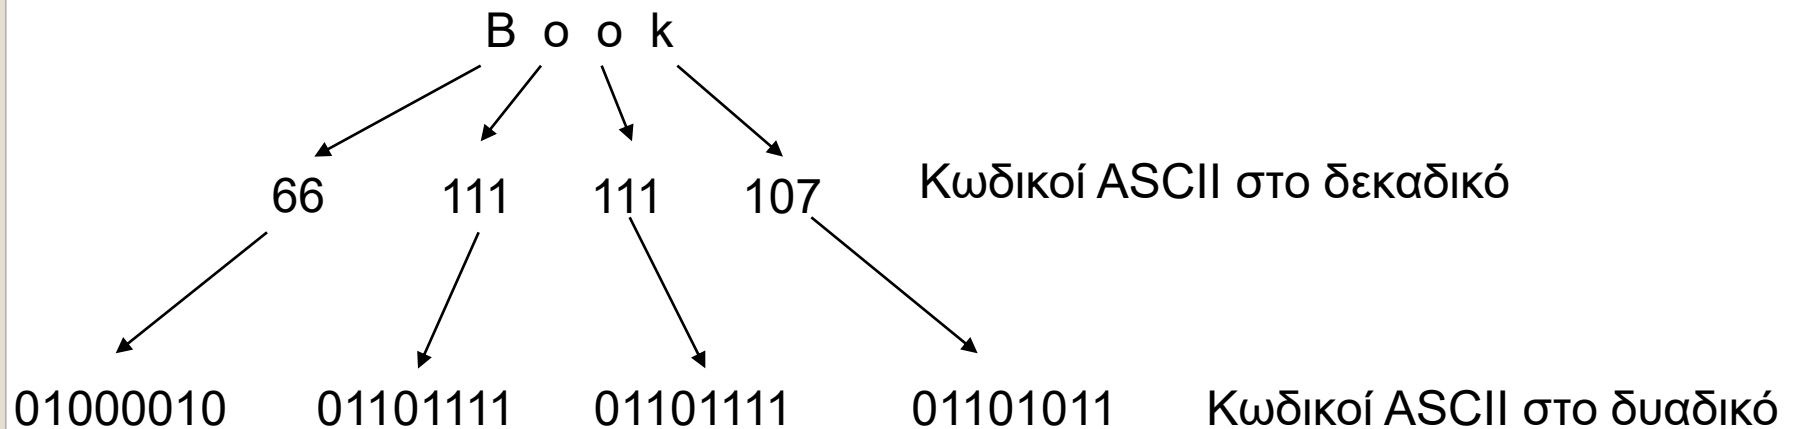 B o o k
66 111 111 107 Κωδικοί ASCII στο δεκαδικό
01000010 01101111 01101111 01101011 Κωδικοί ASCII στο δυαδικό